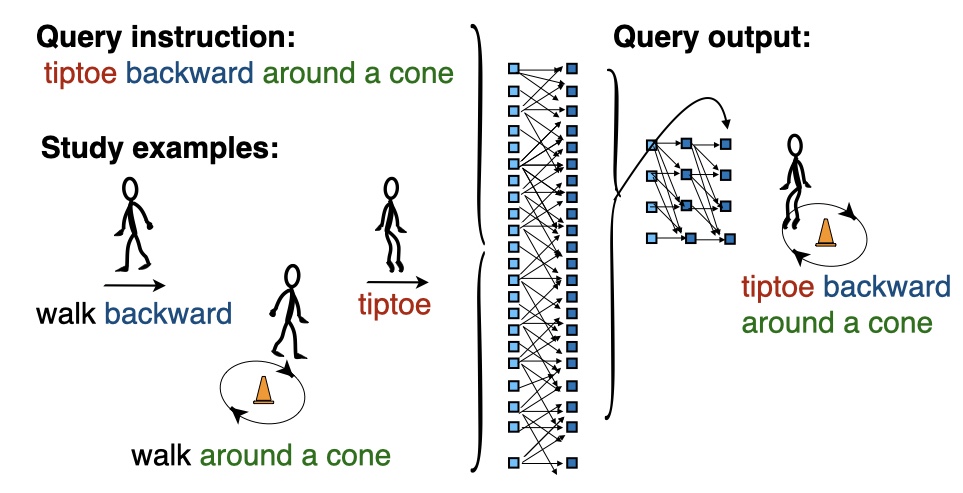 Query instruction:
tiptoe backward around a cone
Study examples:
walk backward
tiptoe
walk around a cone
Query output:
tiptoe backward
around a cone